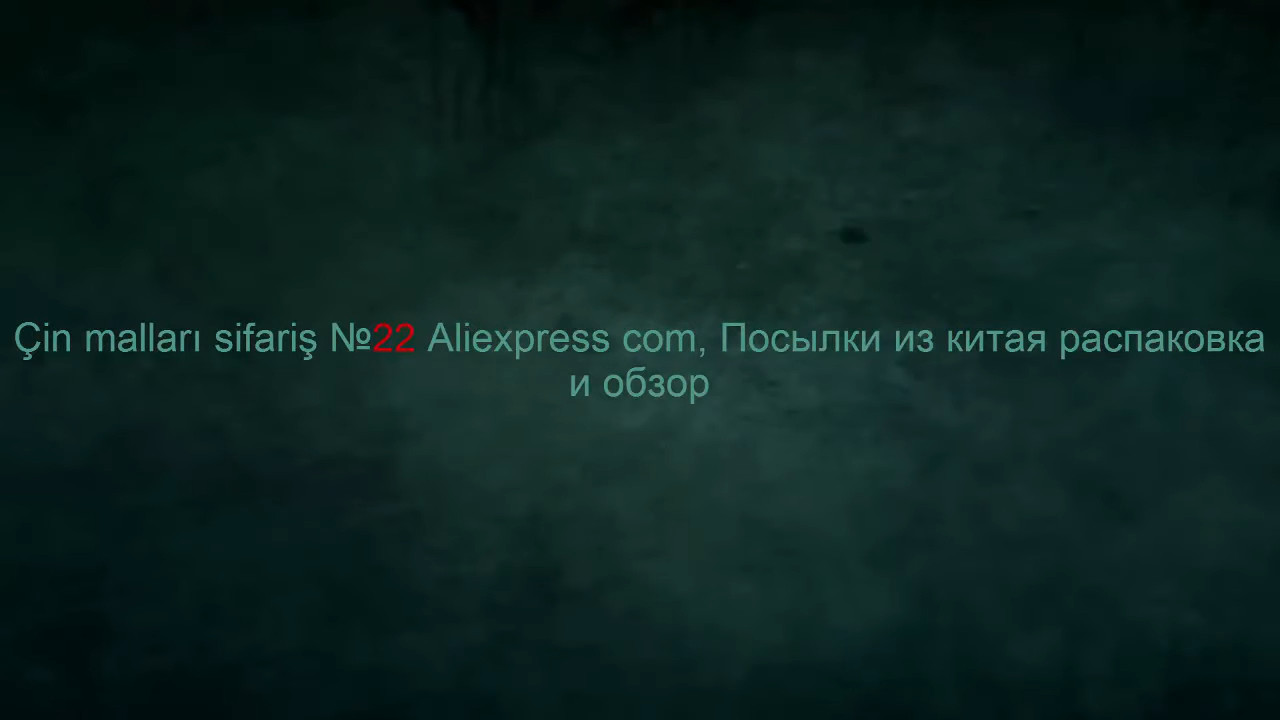 Çin malları sifariş №22 Aliexpress com, Посылки из китая распаковка
и обзор